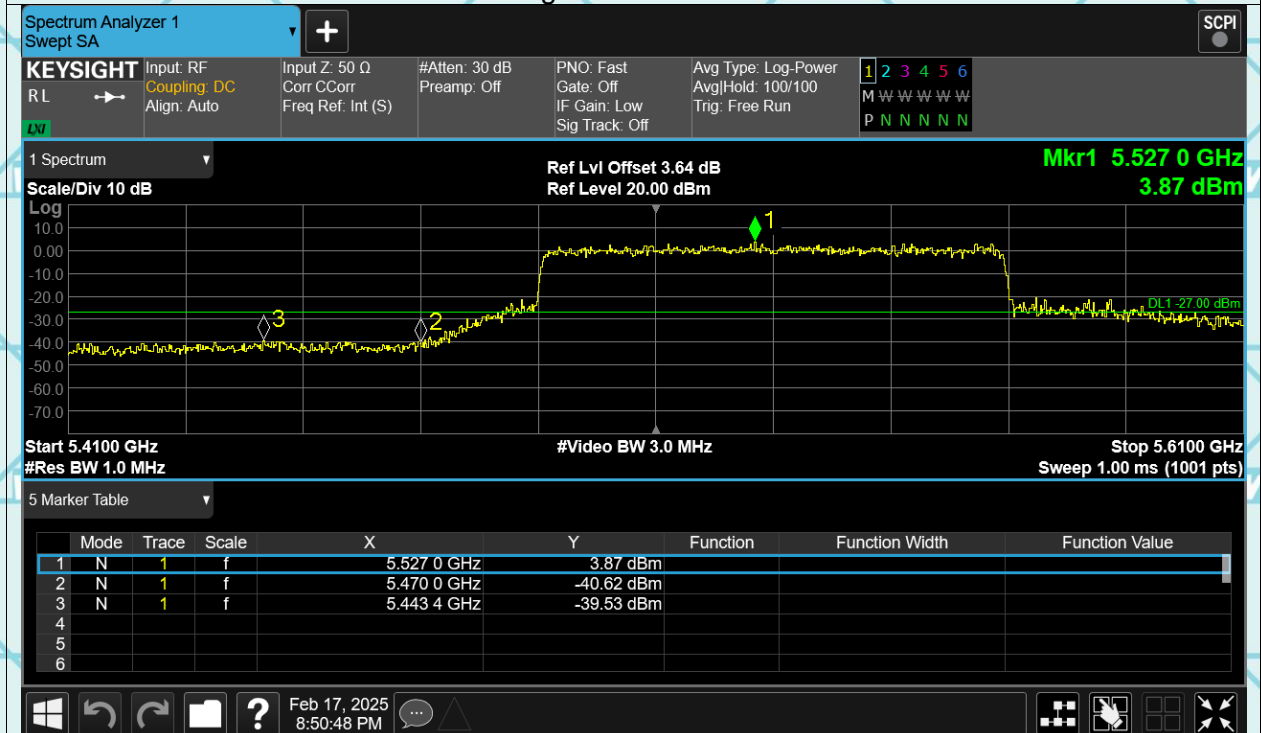 Spectrum Analyzer 1
Swept SA
+
SCPI
KEYSIGHT
RL
LXI
Input: RF
Coupling: DC
Align: Auto
Input Z: 50 Ω
Corr CCorr
Freq Ref: Int (S)
#Atten: 30 dB
Preamp: Off
PNO: Fast
Gate: Off
IF Gain: Low
Sig Track: Off
Avg Type: Log-Power
Avg|Hold: 100/100
Trig: Free Run
1 2 3 4 5 6
M W W W W W
P N N N N N
1 Spectrum
Scale/Div 10 dB
Ref Lvl Offset 3.64 dB
Ref Level 20.00 dBm
Mkr1 5.527 0 GHz
3.87 dBm
Log
10.0
0.00
-10.0
-20.0
-30.0
-40.0
-50.0
-60.0
-70.0
1
2
3
DL1 -27.00 dBm
Start 5.4100 GHz
#Video BW 3.0 MHz
Stop 5.6100 GHz
#Res BW 1.0 MHz
Sweep 1.00 ms (1001 pts)
5 Marker Table
Mode Trace Scale X Y Function Function Width Function Value
1 N 1 f 5.527 0 GHz 3.87 dBm
2 N 1 f 5.470 0 GHz -40.62 dBm
3 N 1 f 5.443 4 GHz -39.53 dBm
4
5
6
?
Feb 17, 2025
8:50:48 PM